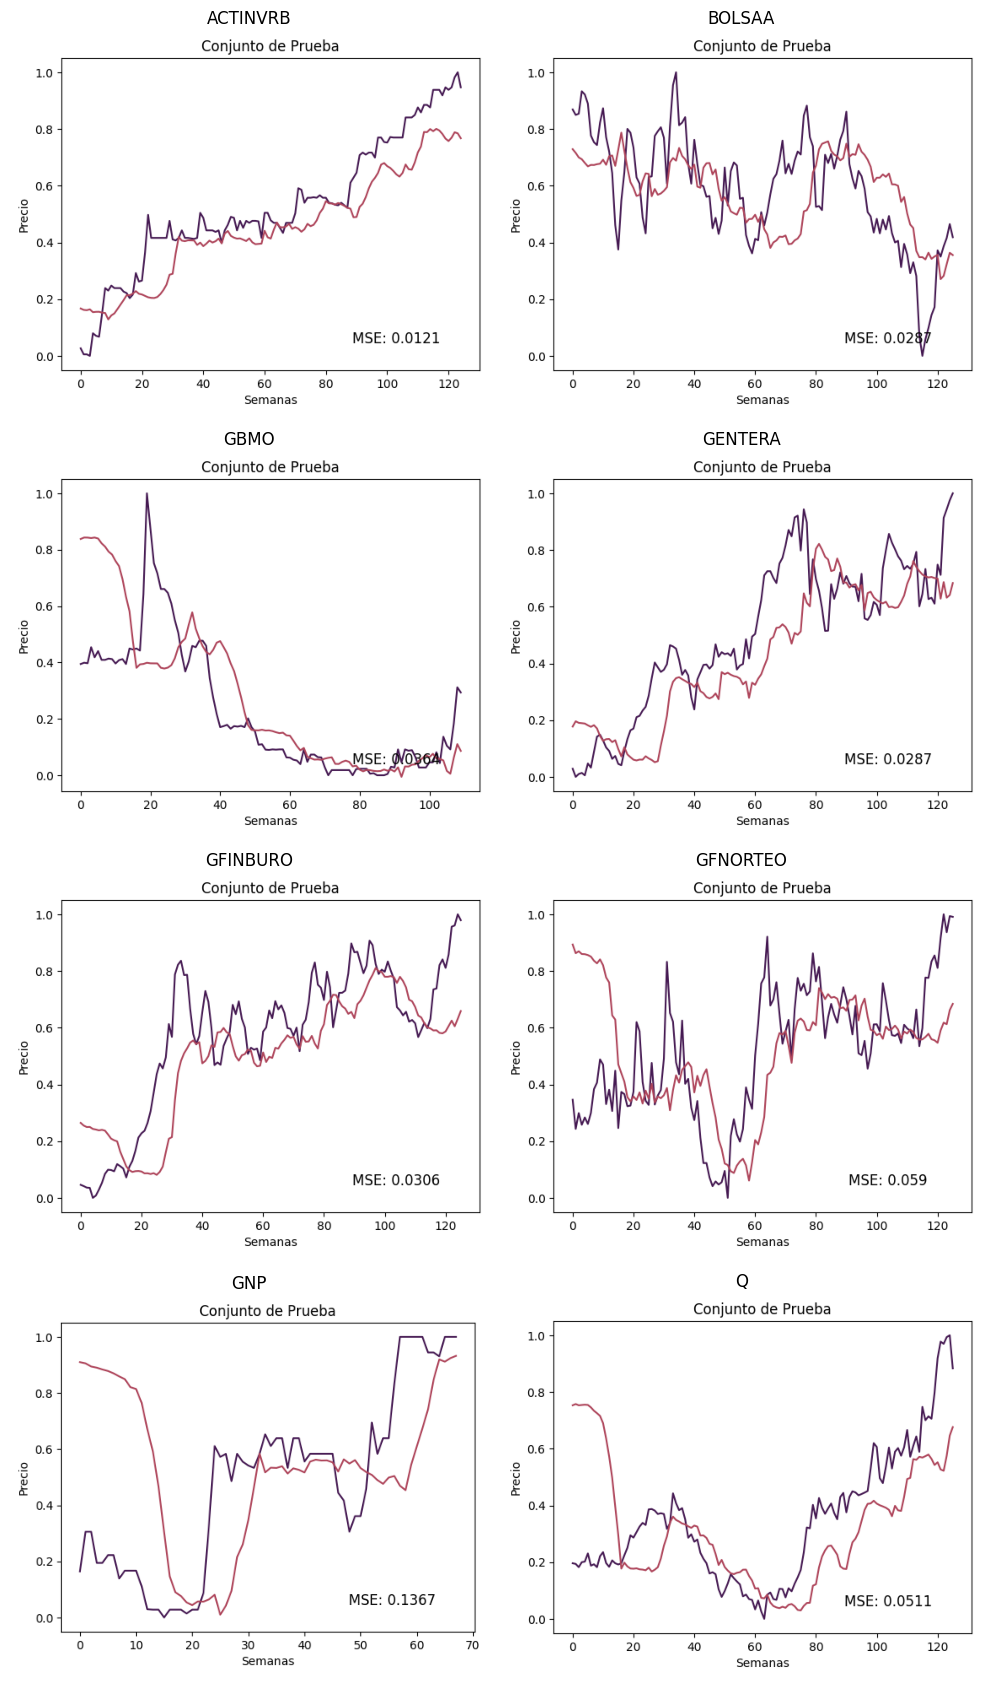 ACTINVRB
Conjunto de Prueba
1.0
0.8
0.6
0.4
0.2
0.0
Precio
MSE: 0.0121
0 20 40 60 80 100 120
Semanas
BOLSAA
Conjunto de Prueba
1.0
0.8
0.6
0.4
0.2
0.0
Precio
MSE: 0.0287
0 20 40 60 80 100 120
Semanas
GBMO
Conjunto de Prueba
1.0
0.8
0.6
0.4
0.2
0.0
Precio
MSE: 0.0364
0 20 40 60 80 100
Semanas
GENTERA
Conjunto de Prueba
1.0
0.8
0.6
0.4
0.2
0.0
Precio
MSE: 0.0287
0 20 40 60 80 100 120
Semanas
GFINBURO
Conjunto de Prueba
1.0
0.8
0.6
0.4
0.2
0.0
Precio
MSE: 0.0306
0 20 40 60 80 100 120
Semanas
GFNORTEO
Conjunto de Prueba
1.0
0.8
0.6
0.4
0.2
0.0
Precio
MSE: 0.059
0 20 40 60 80 100 120
Semanas
GNP
Conjunto de Prueba
1.0
0.8
0.6
0.4
0.2
0.0
Precio
MSE: 0.1367
0 10 20 30 40 50 60 70
Semanas
Q
Conjunto de Prueba
1.0
0.8
0.6
0.4
0.2
0.0
Precio
MSE: 0.0511
0 20 40 60 80 100 120
Semanas